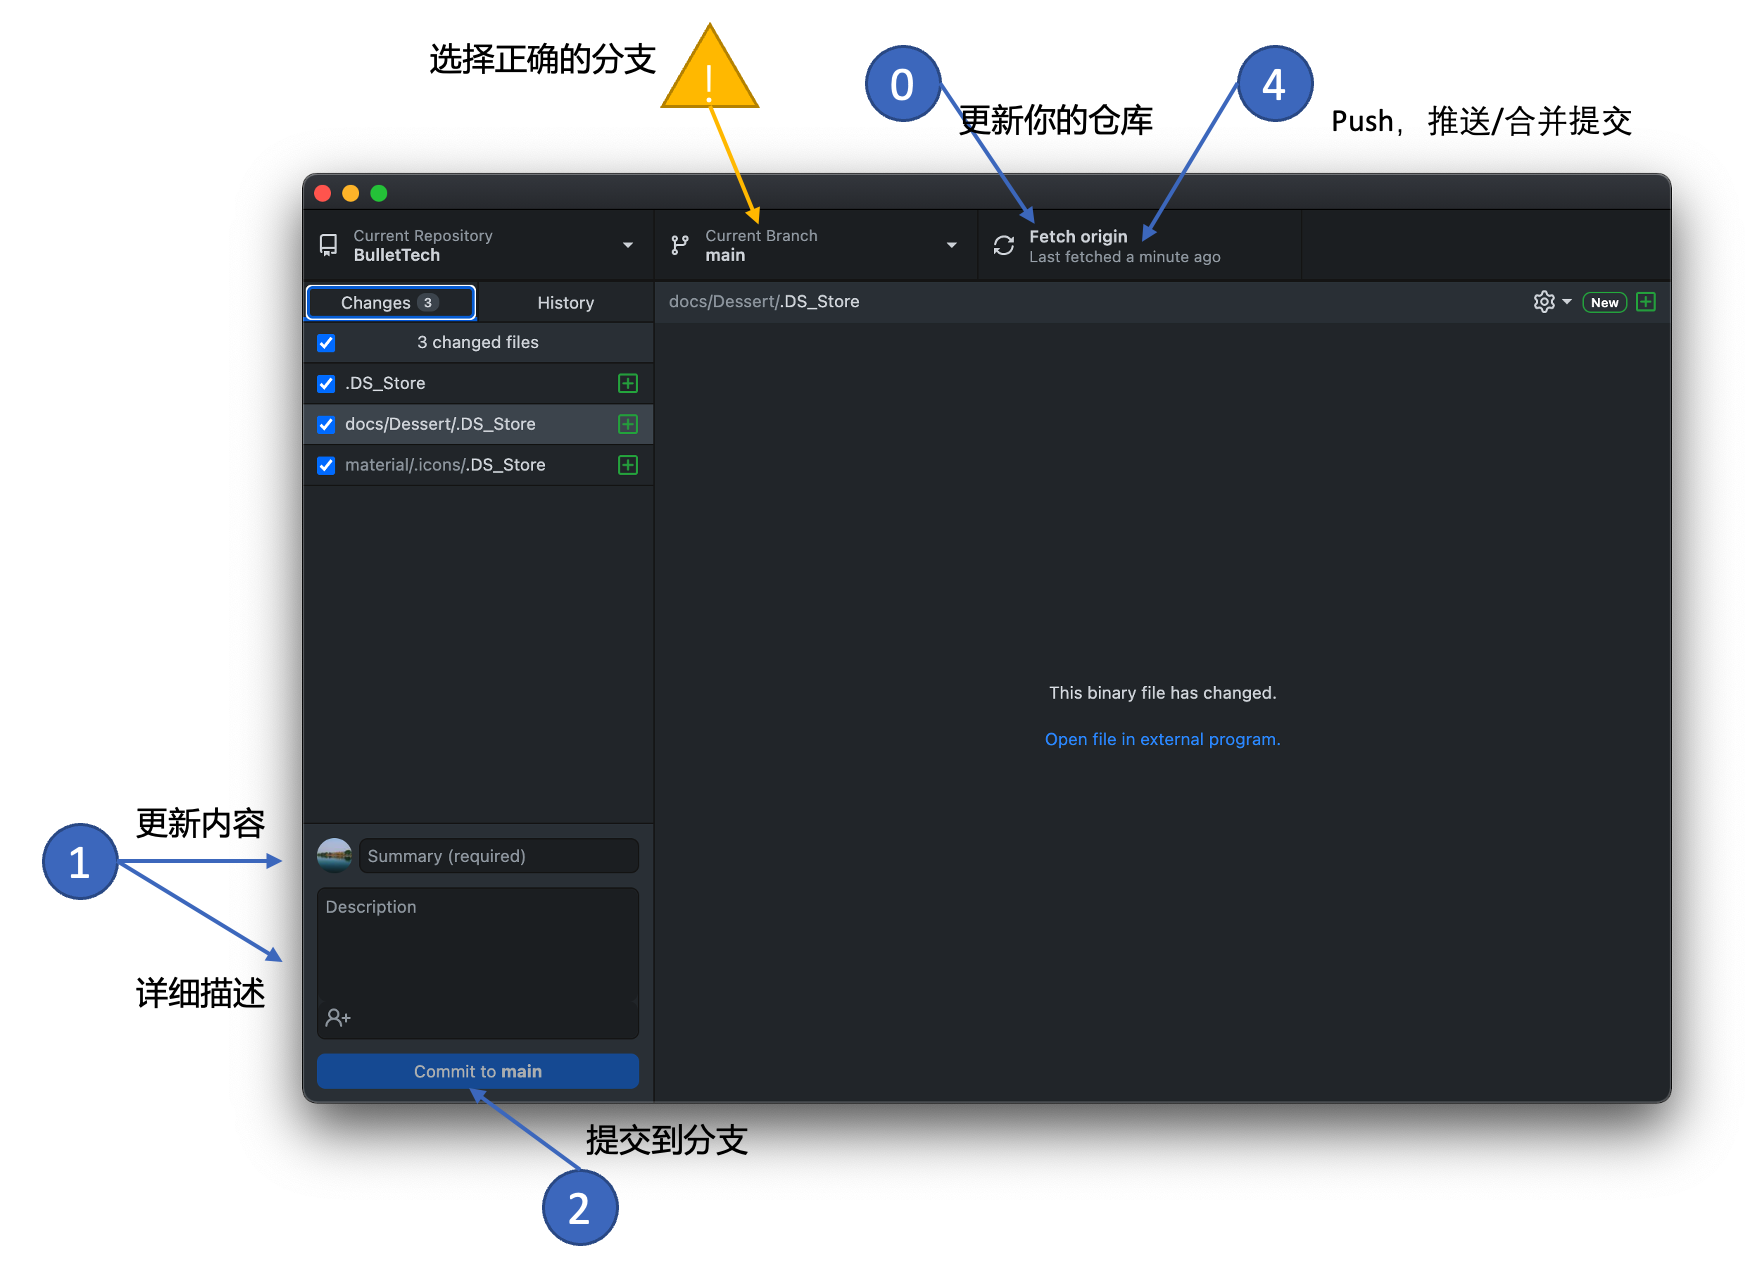 选择正确的分支
!
0
更新你的仓库
4
Push，推送/合并提交
Current Repository
BulletTech
Current Branch
main
Fetch origin
Last fetched a minute ago
Changes 3
History
docs/Dessert/.DS_Store
New
3 changed files
.DS_Store
docs/Dessert/.DS_Store
material/.icons/.DS_Store
This binary file has changed.
Open file in external program.
1
更新内容
详细描述
Summary (required)
Description
Commit to main
提交到分支
2